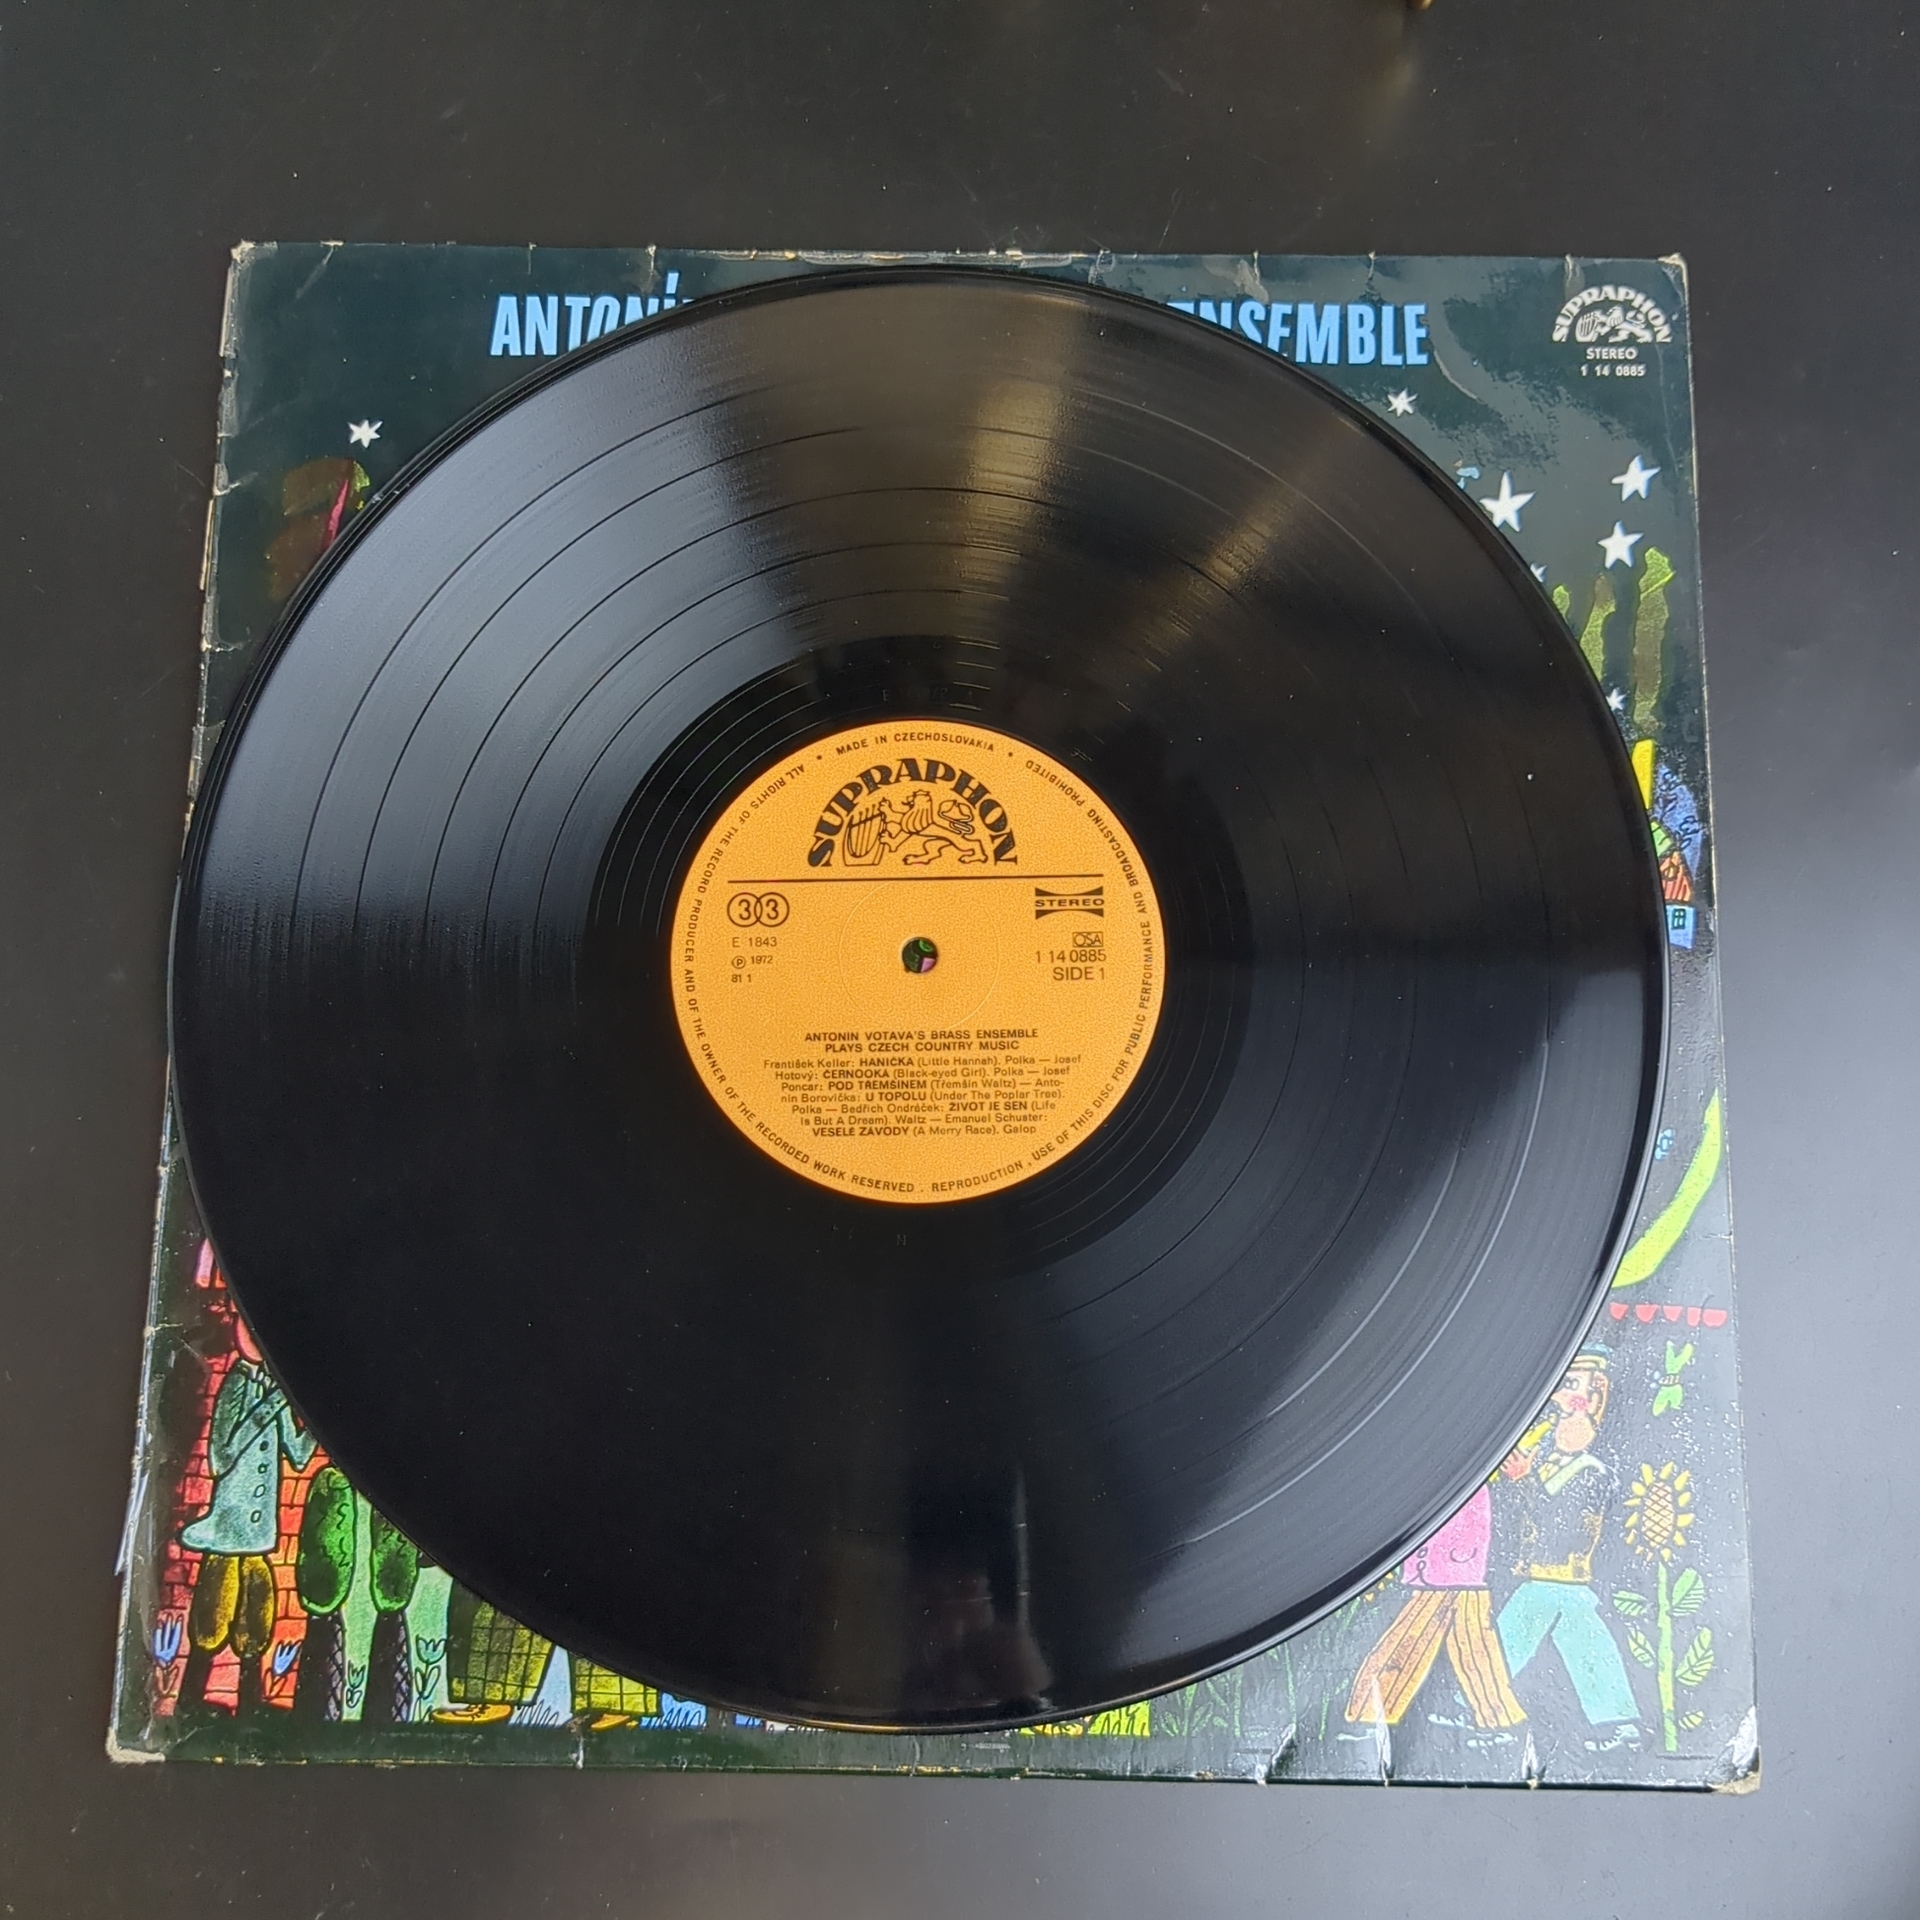 ENSEMBLE
SUPRAPHON
STEREO
1 14 0885
MADE IN CZECHOSLOVAKIA
ALL RIGHTS OF THE RECORD PRODUCER AND OF THE OWNER OF THE RECORDED WORK RESERVED . REPRODUCTION , USE OF THIS DISC FOR PUBLIC PERFORMANCE AND BROADCASTING PROHIBITED
SUPRAPHON
33
STEREO
E 1843
OSA
℗ 1972
1 14 0885
81 1
SIDE 1
ANTONIN VOTAVA'S BRASS ENSEMBLE
PLAYS CZECH COUNTRY MUSIC
František Keller: HANIČKA (Little Hannah). Polka — Josef
Hotový: ČERNOOKA (Black-eyed Girl). Polka — Josef
Poncar: POD TŘEMŠÍNEM (Třemšín Waltz) — Anto-
nín Borovička: U TOPOLU (Under The Poplar Tree).
Polka — Bedřich Ondráček: ŽIVOT JE SEN (Life
Is But A Dream). Waltz — Emanuel Schuster:
VESELÉ ZÁVODY (A Merry Race). Galop